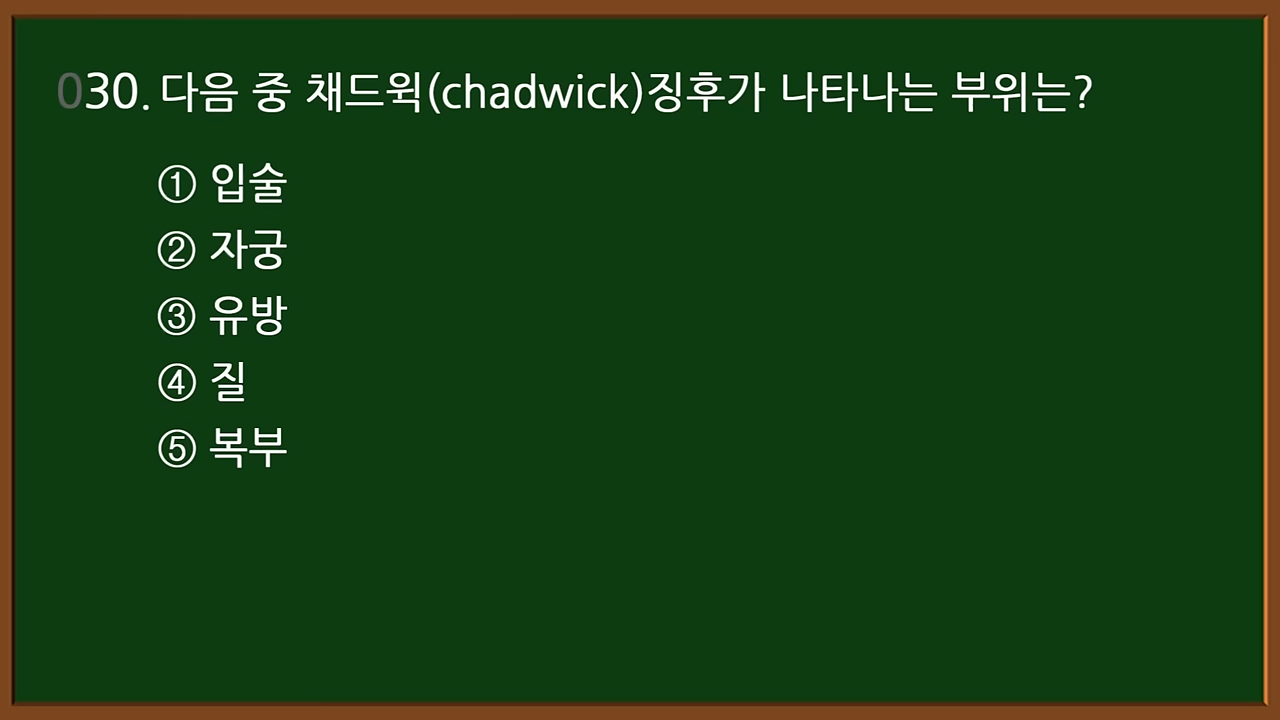 030. 다음 중 채드윅(chadwick)징후가 나타나는 부위는?
① 입술
② 자궁
③ 유방
④ 질
⑤ 복부